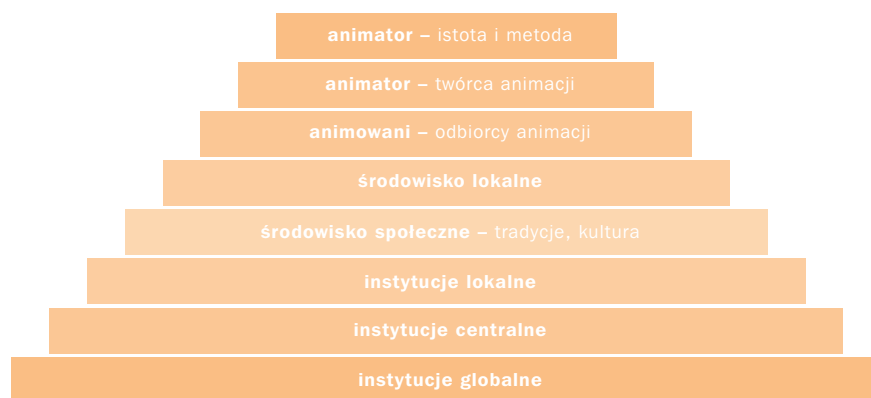 animator – istota i metoda
animator – twórca animacji
animowani – odbiorcy animacji
środowisko lokalne
środowisko społeczne – tradycje, kultura
instytucje lokalne
instytucje centralne
instytucje globalne